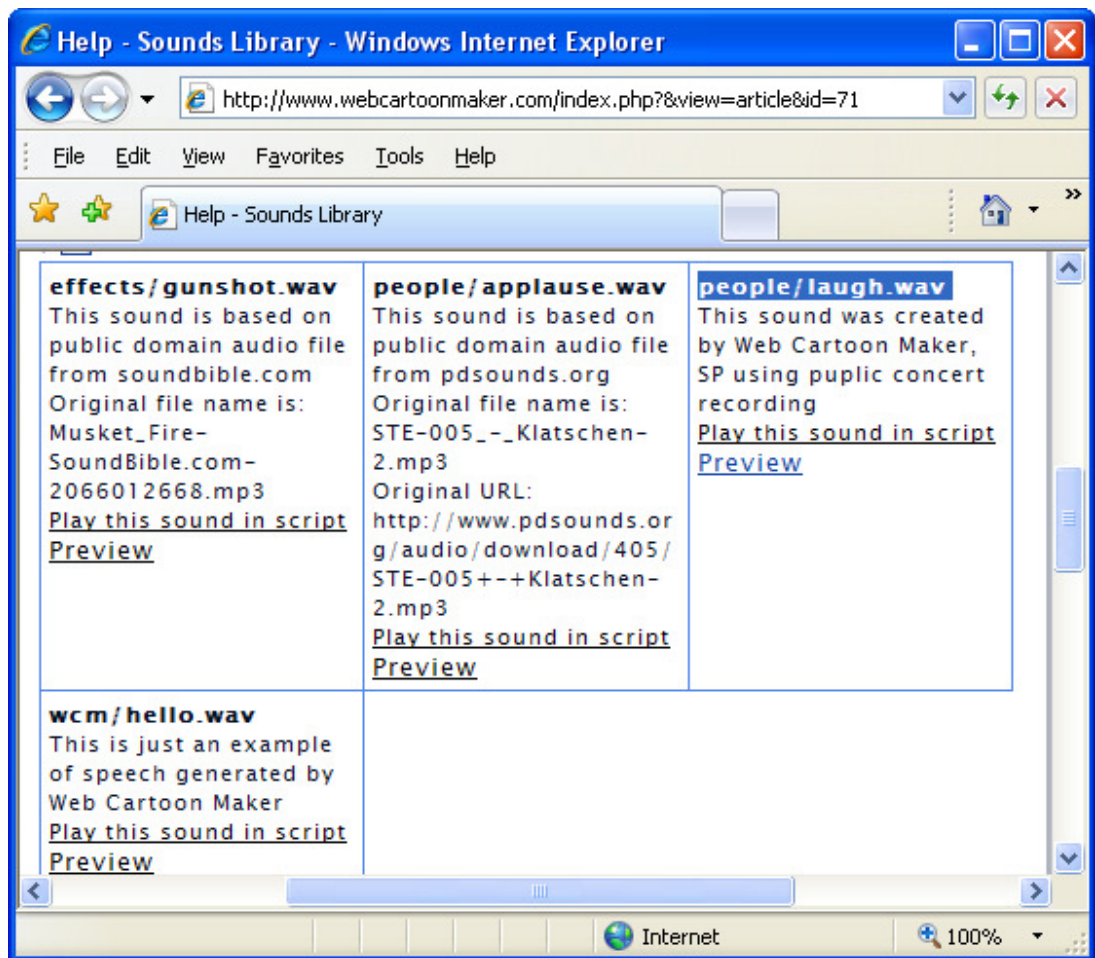 Help - Sounds Library - Windows Internet Explorer
http://www.webcartoonmaker.com/index.php?&view=article&id=71
File Edit View Favorites Tools Help
Help - Sounds Library
effects/gunshot.wav
This sound is based on
public domain audio file
from soundbible.com
Original file name is:
Musket_Fire-
SoundBible.com-
2066012668.mp3
Play this sound in script
Preview
people/applause.wav
This sound is based on
public domain audio file
from pdsounds.org
Original file name is:
STE-005_-_Klatschen-
2.mp3
Original URL:
http://www.pdsounds.or
g/audio/download/405/
STE-005+-+Klatschen-
2.mp3
Play this sound in script
Preview
people/laugh.wav
This sound was created
by Web Cartoon Maker,
SP using puplic concert
recording
Play this sound in script
Preview
wcm/hello.wav
This is just an example
of speech generated by
Web Cartoon Maker
Play this sound in script
Preview
Internet 100%